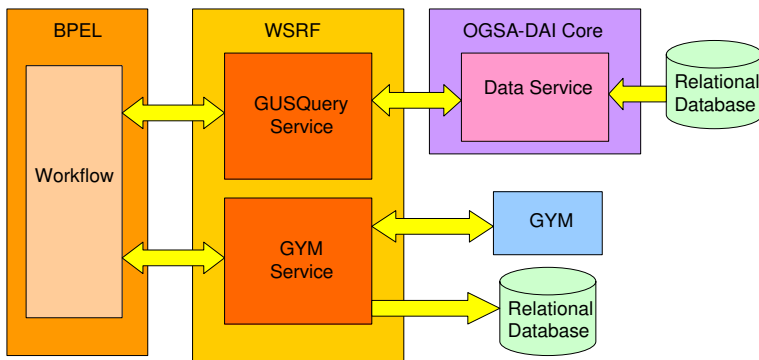 BPEL
WSRF
OGSA-DAI Core
Workflow
GUSQuery
Service
Data Service
Relational
Database
GYM
Service
GYM
Relational
Database